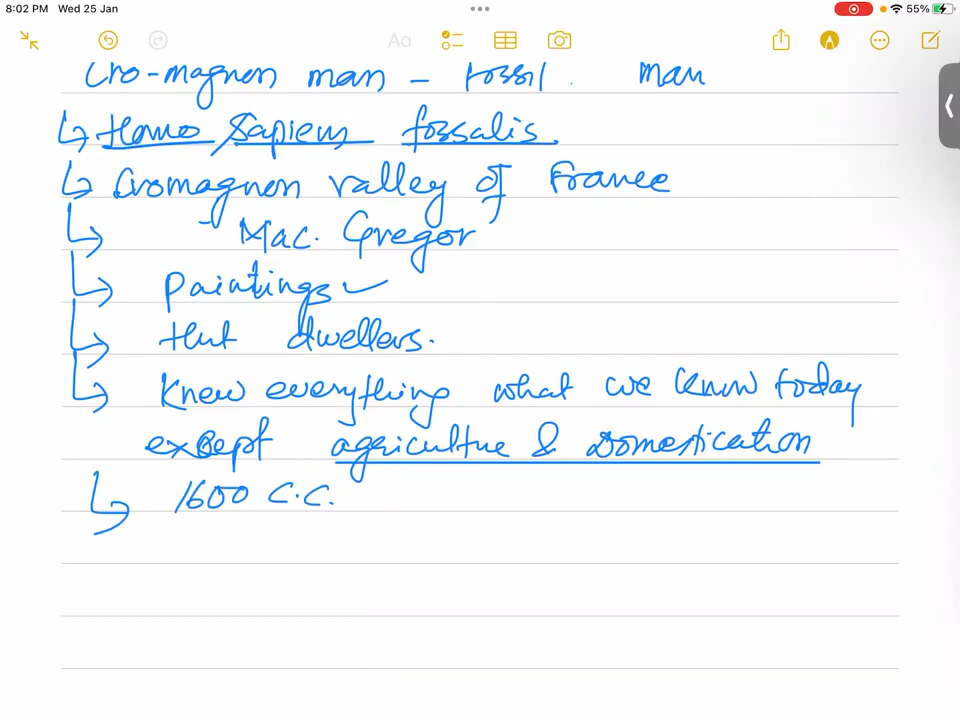 8:02 PM Wed 25 Jan
55%
Aa
Cro-magnon man - fossil. man
Homo Sapiens fossalis.
Cromagnon valley of France
Mac. Gregor
Paintings
Hut dwellers.
Knew everything what we know today
except agriculture & Domestication
1600 C.C.